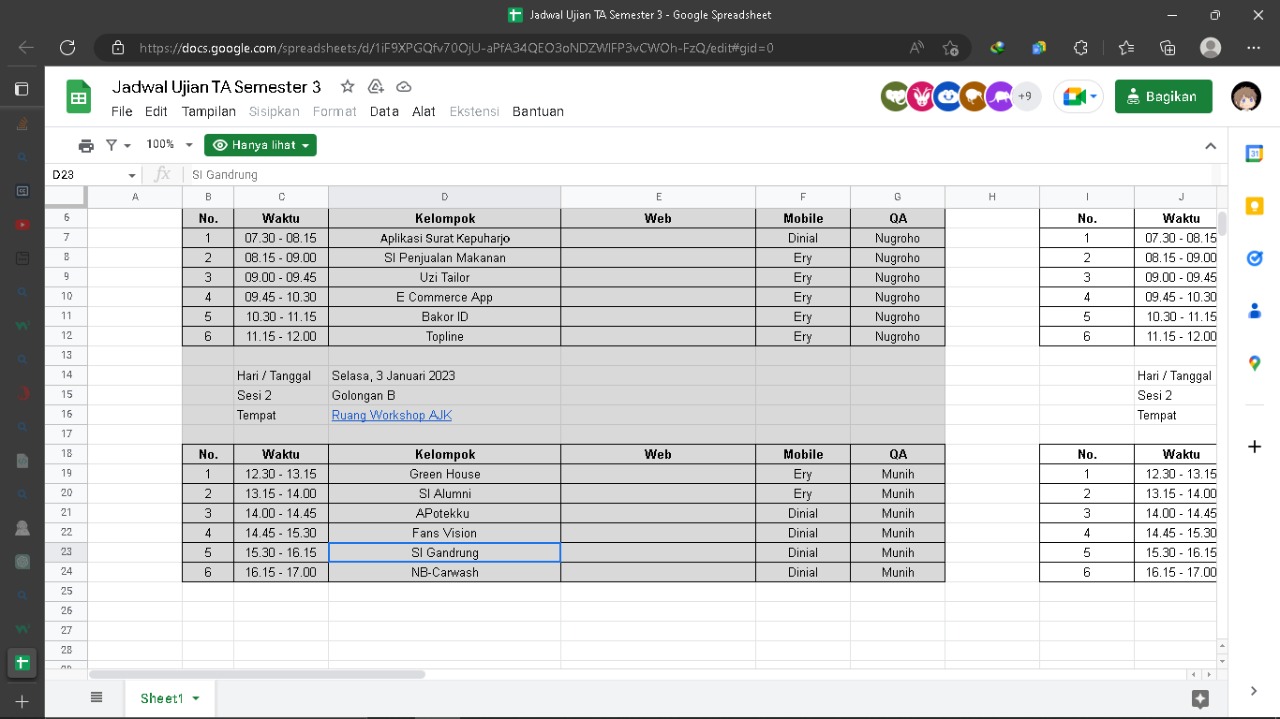 Jadwal Ujian TA Semester 3 - Google Spreadsheet
https://docs.google.com/spreadsheets/d/1iF9XPGQfv70OjU-aPfA34QEO3oNDZWlFP3vCWOh-FzQ/edit#gid=0
Jadwal Ujian TA Semester 3
File Edit Tampilan Sisipkan Format Data Alat Ekstensi Bantuan
+9
Bagikan
100% Hanya lihat
D23 fx SI Gandrung
A B C D E F G H I J
6 No. Waktu Kelompok Web Mobile QA No. Waktu
7 1 07.30 - 08.15 Aplikasi Surat Kepuharjo Dinial Nugroho 1 07.30 - 08.15
8 2 08.15 - 09.00 SI Penjualan Makanan Ery Nugroho 2 08.15 - 09.00
9 3 09.00 - 09.45 Uzi Tailor Ery Nugroho 3 09.00 - 09.45
10 4 09.45 - 10.30 E Commerce App Ery Nugroho 4 09.45 - 10.30
11 5 10.30 - 11.15 Bakor ID Ery Nugroho 5 10.30 - 11.15
12 6 11.15 - 12.00 Topline Ery Nugroho 6 11.15 - 12.00
13
14 Hari / Tanggal Selasa, 3 Januari 2023 Hari / Tanggal
15 Sesi 2 Golongan B Sesi 2
16 Tempat Ruang Workshop AJK Tempat
17
18 No. Waktu Kelompok Web Mobile QA No. Waktu
19 1 12.30 - 13.15 Green House Ery Munih 1 12.30 - 13.15
20 2 13.15 - 14.00 SI Alumni Ery Munih 2 13.15 - 14.00
21 3 14.00 - 14.45 APotekku Dinial Munih 3 14.00 - 14.45
22 4 14.45 - 15.30 Fans Vision Dinial Munih 4 14.45 - 15.30
23 5 15.30 - 16.15 SI Gandrung Dinial Munih 5 15.30 - 16.15
24 6 16.15 - 17.00 NB-Carwash Dinial Munih 6 16.15 - 17.00
25
26
27
28
Sheet1
31